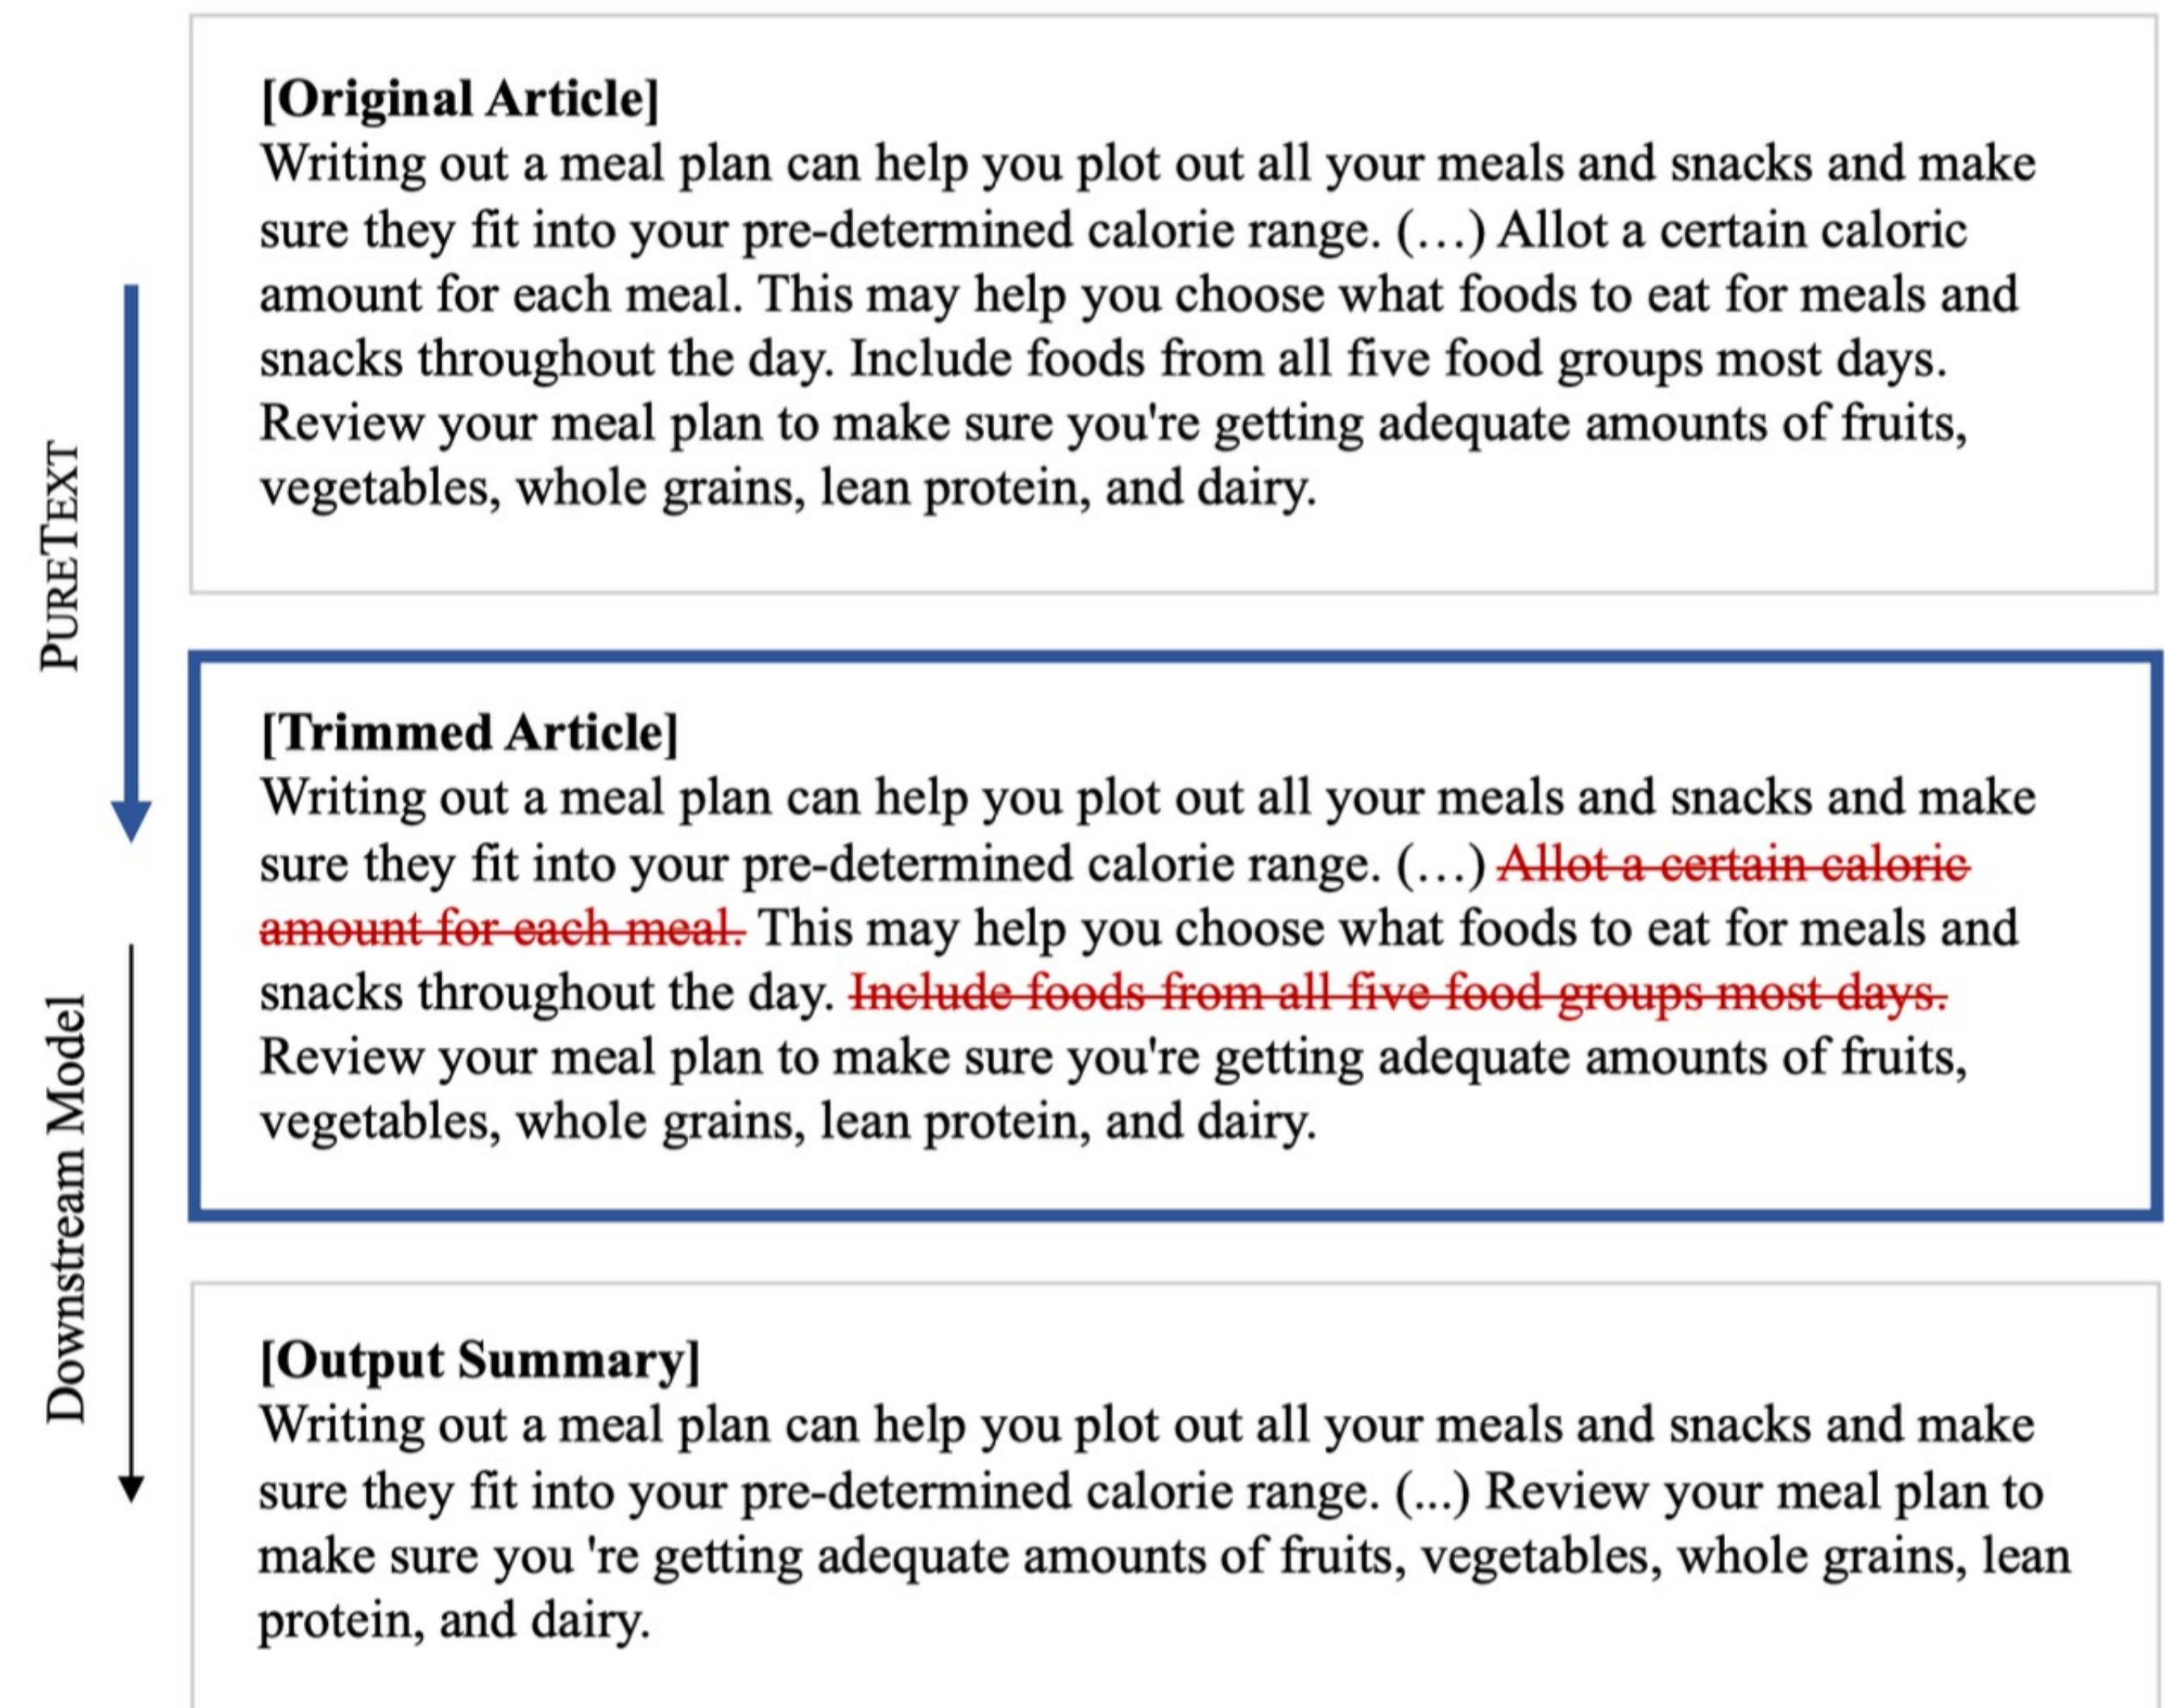 [Original Article]
Writing out a meal plan can help you plot out all your meals and snacks and make
sure they fit into your pre-determined calorie range. (…) Allot a certain caloric
amount for each meal. This may help you choose what foods to eat for meals and
snacks throughout the day. Include foods from all five food groups most days.
Review your meal plan to make sure you're getting adequate amounts of fruits,
vegetables, whole grains, lean protein, and dairy.
PURETEXT
[Trimmed Article]
Writing out a meal plan can help you plot out all your meals and snacks and make
sure they fit into your pre-determined calorie range. (…) Allot a certain caloric
amount for each meal. This may help you choose what foods to eat for meals and
snacks throughout the day. Include foods from all five food groups most days.
Review your meal plan to make sure you're getting adequate amounts of fruits,
vegetables, whole grains, lean protein, and dairy.
Downstream Model
[Output Summary]
Writing out a meal plan can help you plot out all your meals and snacks and make
sure they fit into your pre-determined calorie range. (...) Review your meal plan to
make sure you 're getting adequate amounts of fruits, vegetables, whole grains, lean
protein, and dairy.